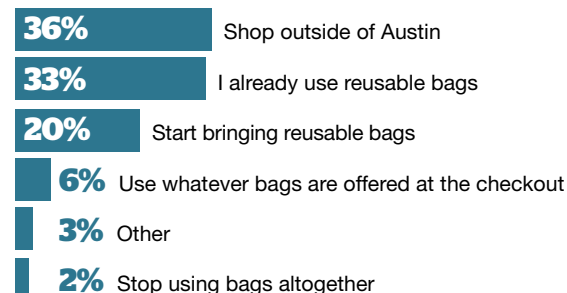 36% Shop outside of Austin
33% I already use reusable bags
20% Start bringing reusable bags
6% Use whatever bags are offered at the checkout
3% Other
2% Stop using bags altogether